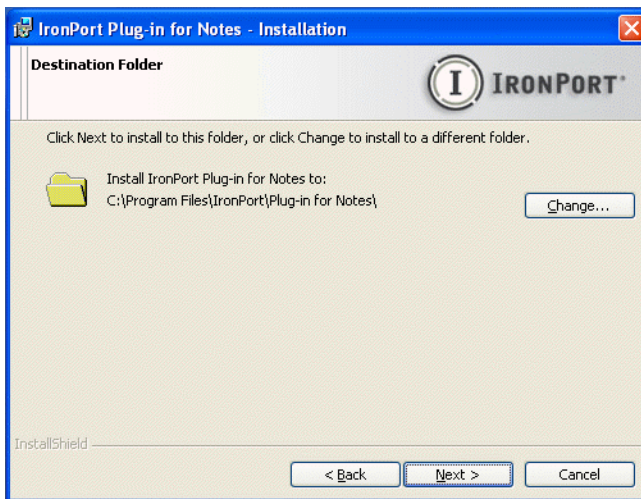 IronPort Plug-in for Notes - Installation
Destination Folder
I IRONPORT
Click Next to install to this folder, or click Change to install to a different folder.
Install IronPort Plug-in for Notes to:
C:\Program Files\IronPort\Plug-in for Notes\
Change...
InstallShield
< Back Next > Cancel